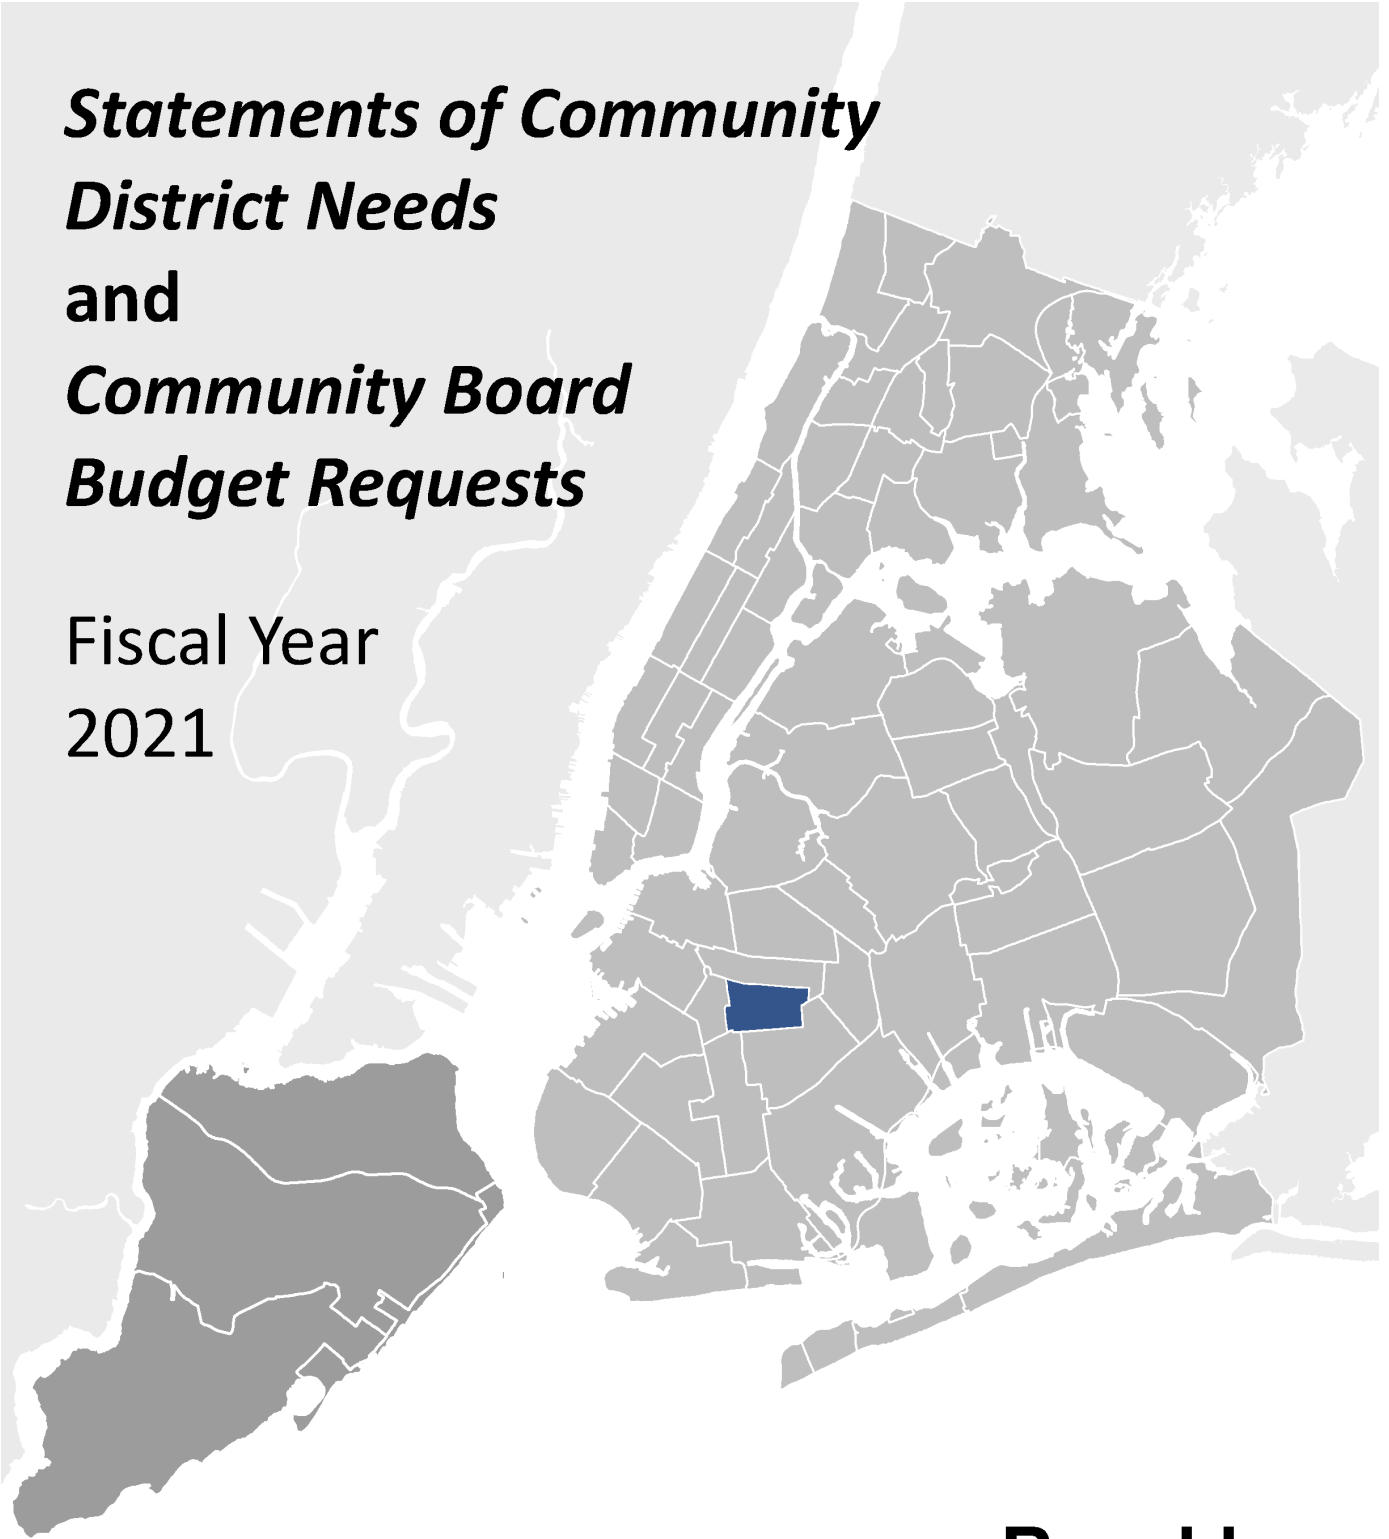 Statements of Community
District Needs
and
Community Board
Budget Requests
Fiscal Year
2021